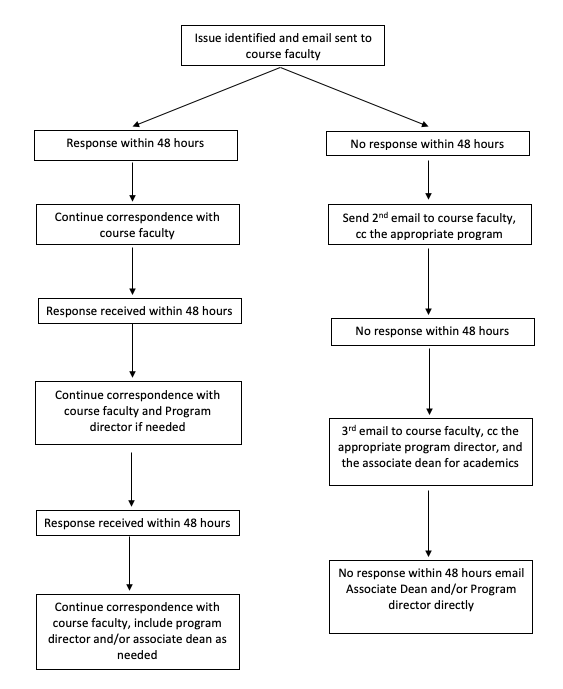 Issue identified and email sent to
course faculty
Response within 48 hours
No response within 48 hours
Continue correspondence with
course faculty
Send 2nd email to course faculty,
cc the appropriate program
Response received within 48 hours
No response within 48 hours
Continue correspondence with
course faculty and Program
director if needed
3rd email to course faculty, cc the
appropriate program director, and
the associate dean for academics
Response received within 48 hours
No response within 48 hours email
Associate Dean and/or Program
director directly
Continue correspondence with
course faculty, include program
director and/or associate dean as
needed